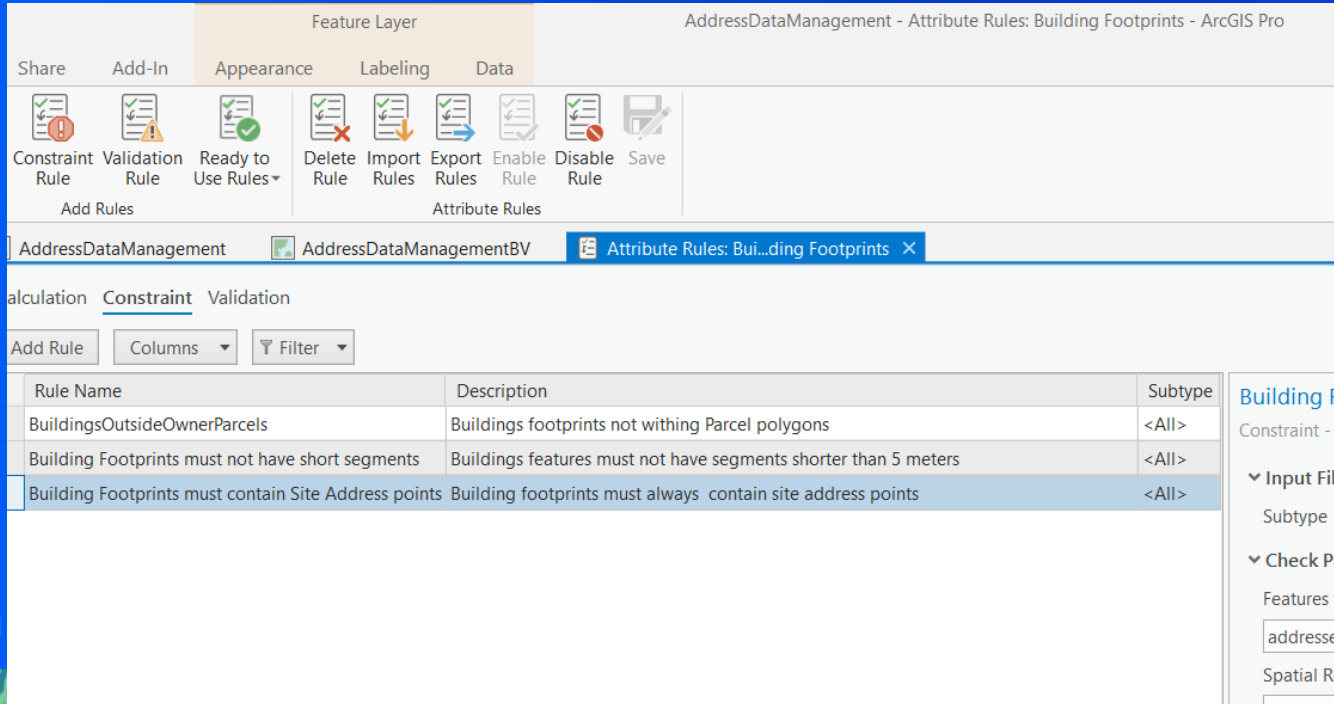 Feature Layer
AddressDataManagement - Attribute Rules: Building Footprints - ArcGIS Pro
Share Add-In Appearance Labeling Data
Constraint Rule
Validation Rule
Ready to Use Rules
Delete Rule
Import Rules
Export Rules
Enable Rule
Disable Rule
Save
Add Rules
Attribute Rules
AddressDataManagement
AddressDataManagementBV
Attribute Rules: Bui...ding Footprints
alculation Constraint Validation
Add Rule Columns Filter
Rule Name Description Subtype
BuildingsOutsideOwnerParcels Buildings footprints not withing Parcel polygons <All>
Building Footprints must not have short segments Buildings features must not have segments shorter than 5 meters <All>
Building Footprints must contain Site Address points Building footprints must always contain site address points <All>
Building F
Constraint -
Input Fil
Subtype
Check Pa
Features
addresse
Spatial R